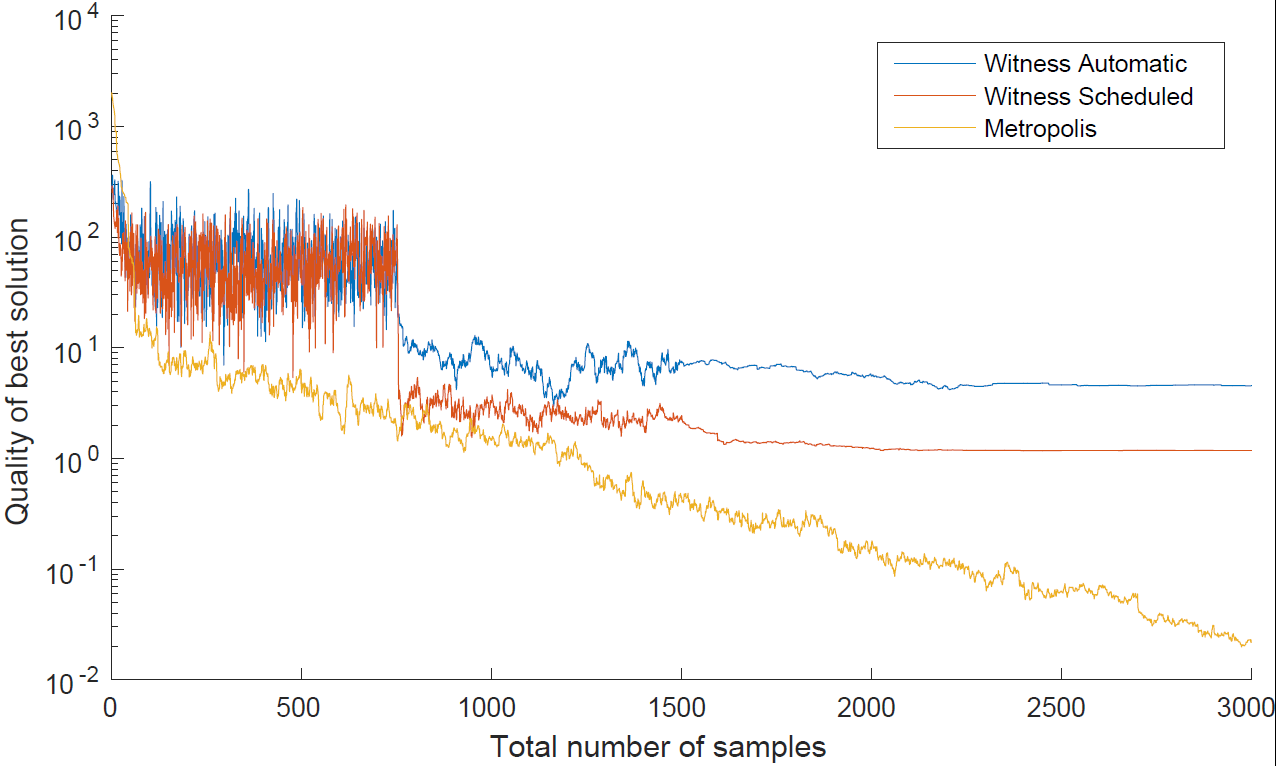 10^4
10^3
10^2
10^1
10^0
10^-1
10^-2
Quality of best solution
Witness Automatic
Witness Scheduled
Metropolis
0 500 1000 1500 2000 2500 3000
Total number of samples